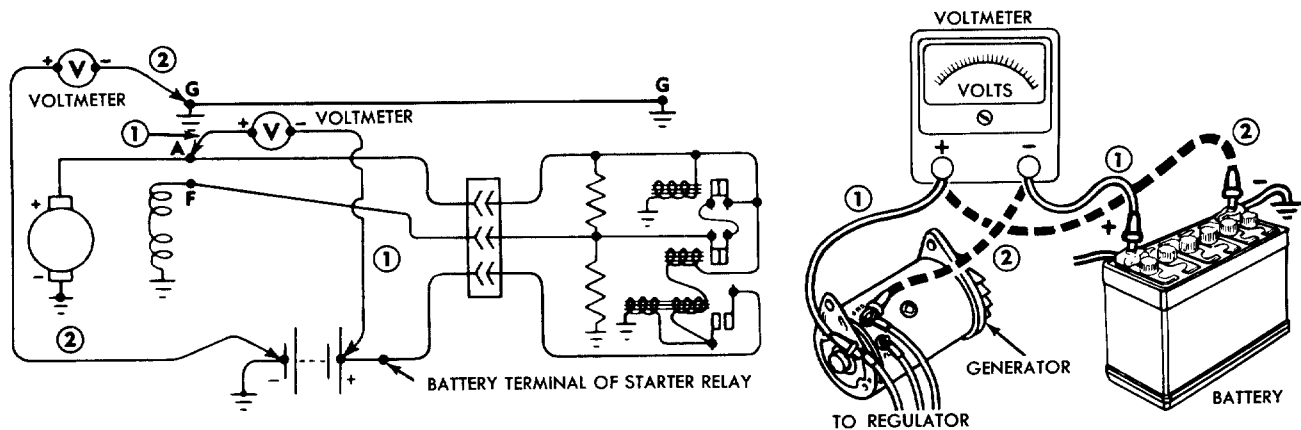 VOLTMETER
VOLTS
+ −
+ V − ②
VOLTMETER
G G
① + V − VOLTMETER
A
F
+
−
①
②
− +
BATTERY TERMINAL OF STARTER RELAY
① ① ②
②
+ −
GENERATOR
TO REGULATOR
BATTERY